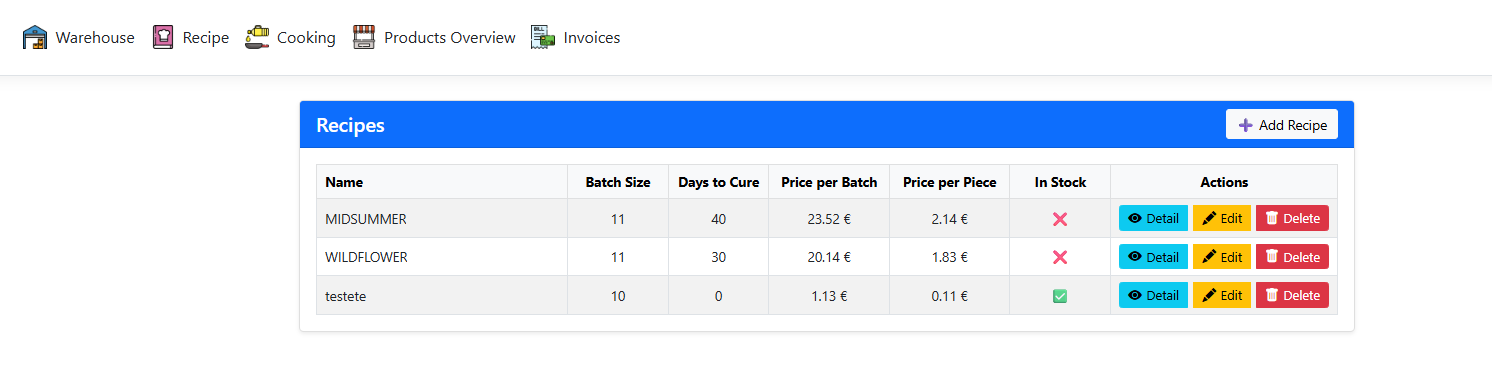 Warehouse Recipe Cooking Products Overview BILL Invoices
Recipes Add Recipe
Name Batch Size Days to Cure Price per Batch Price per Piece In Stock Actions
MIDSUMMER 11 40 23.52 € 2.14 € Detail Edit Delete
WILDFLOWER 11 30 20.14 € 1.83 € Detail Edit Delete
testete 10 0 1.13 € 0.11 € Detail Edit Delete